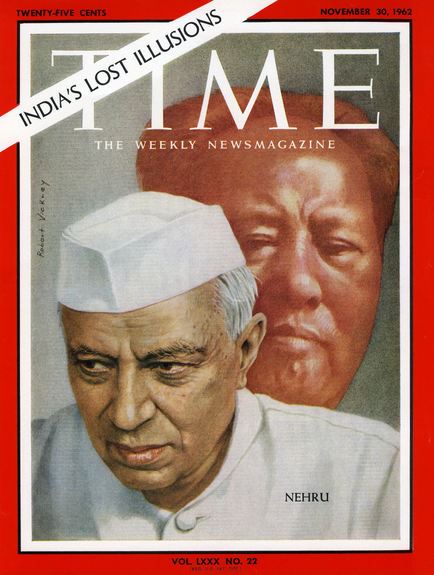 TWENTY-FIVE CENTS
NOVEMBER 30, 1962
INDIA'S LOST ILLUSIONS
TIME
THE WEEKLY NEWSMAGAZINE
Robert Vickrey
NEHRU
VOL. LXXX NO. 22